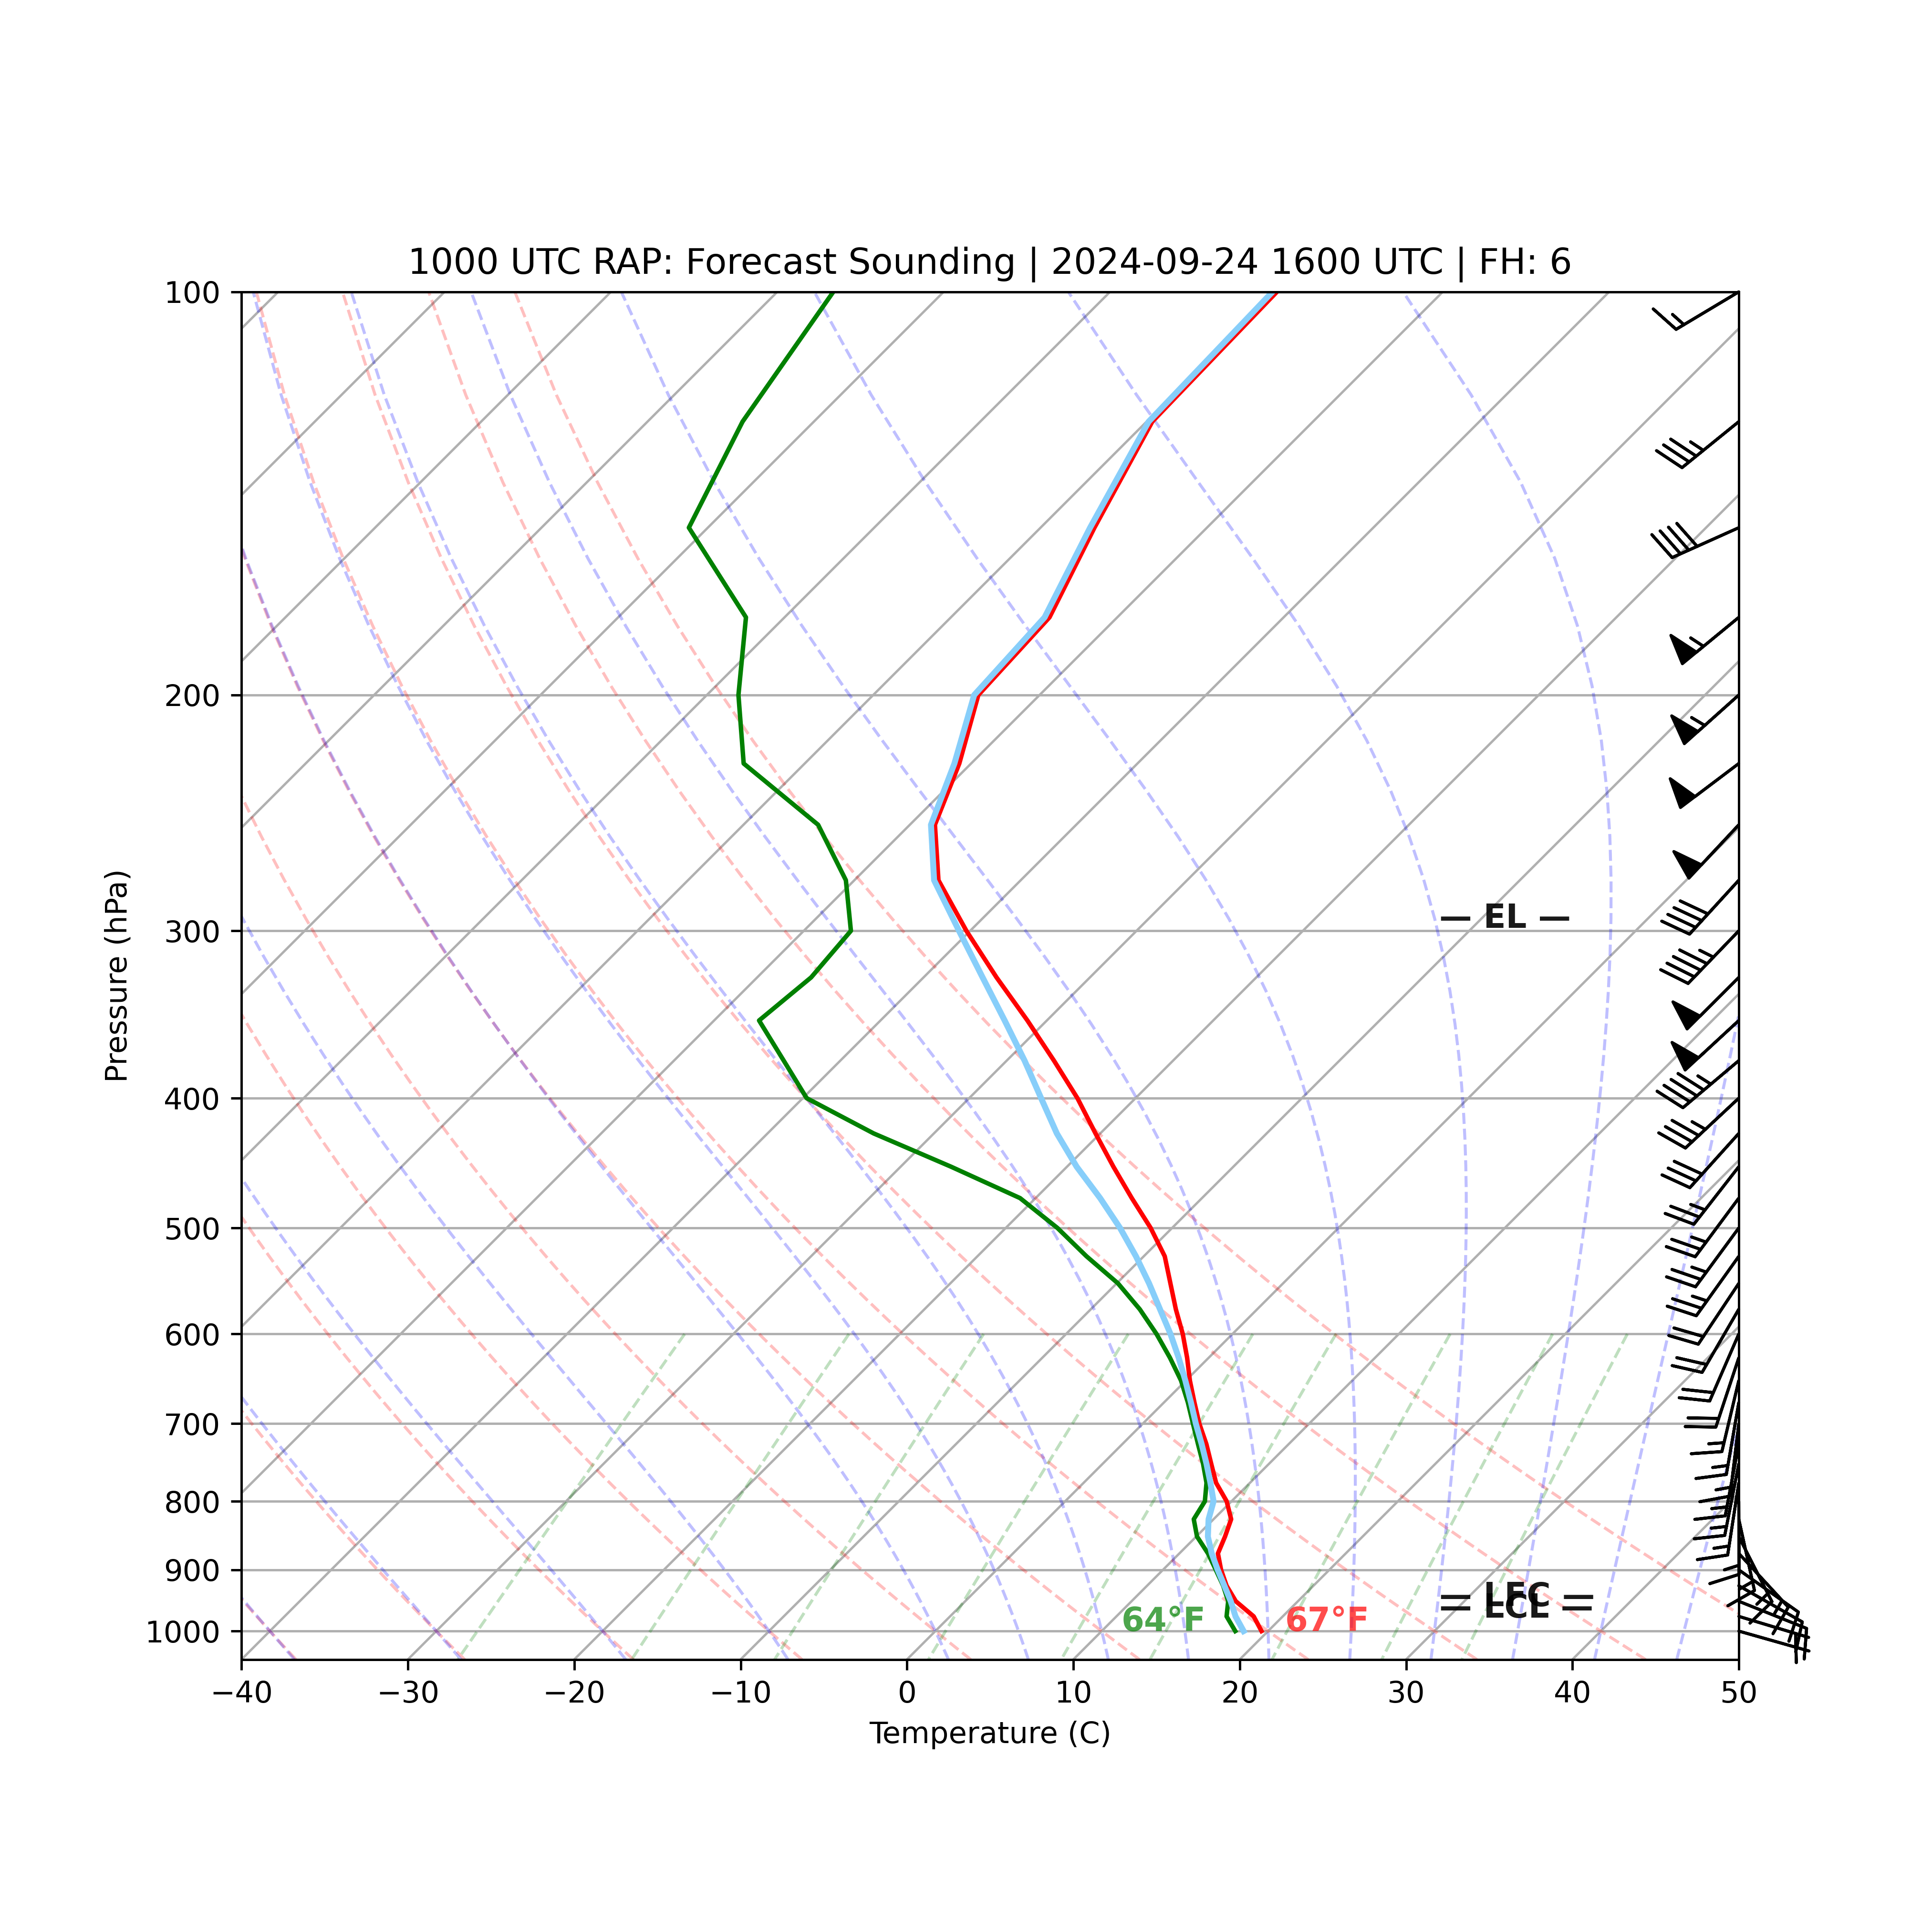 1000 UTC RAP: Forecast Sounding | 2024-09-24 1600 UTC | FH: 6
100
200
300
400
500
600
700
800
900
1000
Pressure (hPa)
— EL —
— LFC —
— LCL —
64°F
67°F
−40 −30 −20 −10 0 10 20 30 40 50
Temperature (C)